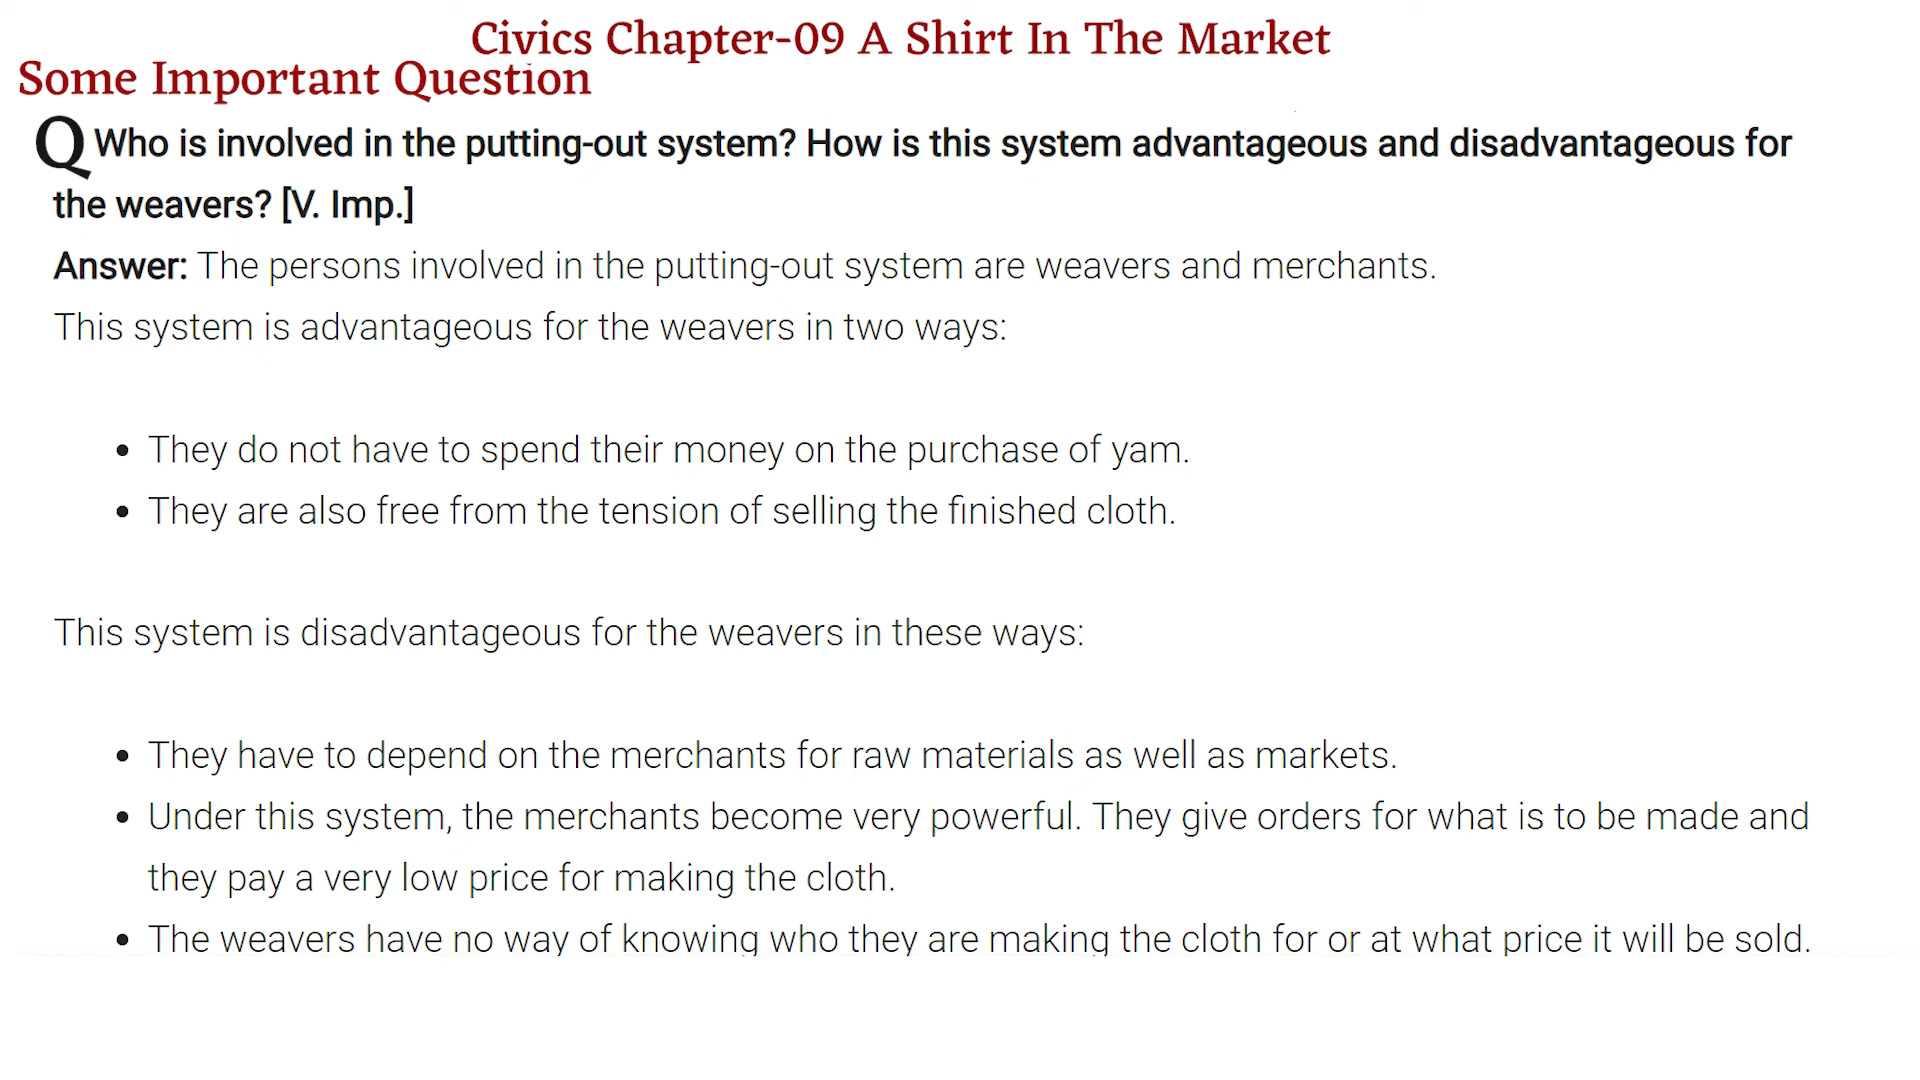 Civics Chapter-09 A Shirt In The Market
Some Important Question
Q Who is involved in the putting-out system? How is this system advantageous and disadvantageous for
the weavers? [V. Imp.]
Answer: The persons involved in the putting-out system are weavers and merchants.
This system is advantageous for the weavers in two ways:
• They do not have to spend their money on the purchase of yam.
• They are also free from the tension of selling the finished cloth.
This system is disadvantageous for the weavers in these ways:
• They have to depend on the merchants for raw materials as well as markets.
• Under this system, the merchants become very powerful. They give orders for what is to be made and
they pay a very low price for making the cloth.
• The weavers have no way of knowing who they are making the cloth for or at what price it will be sold.